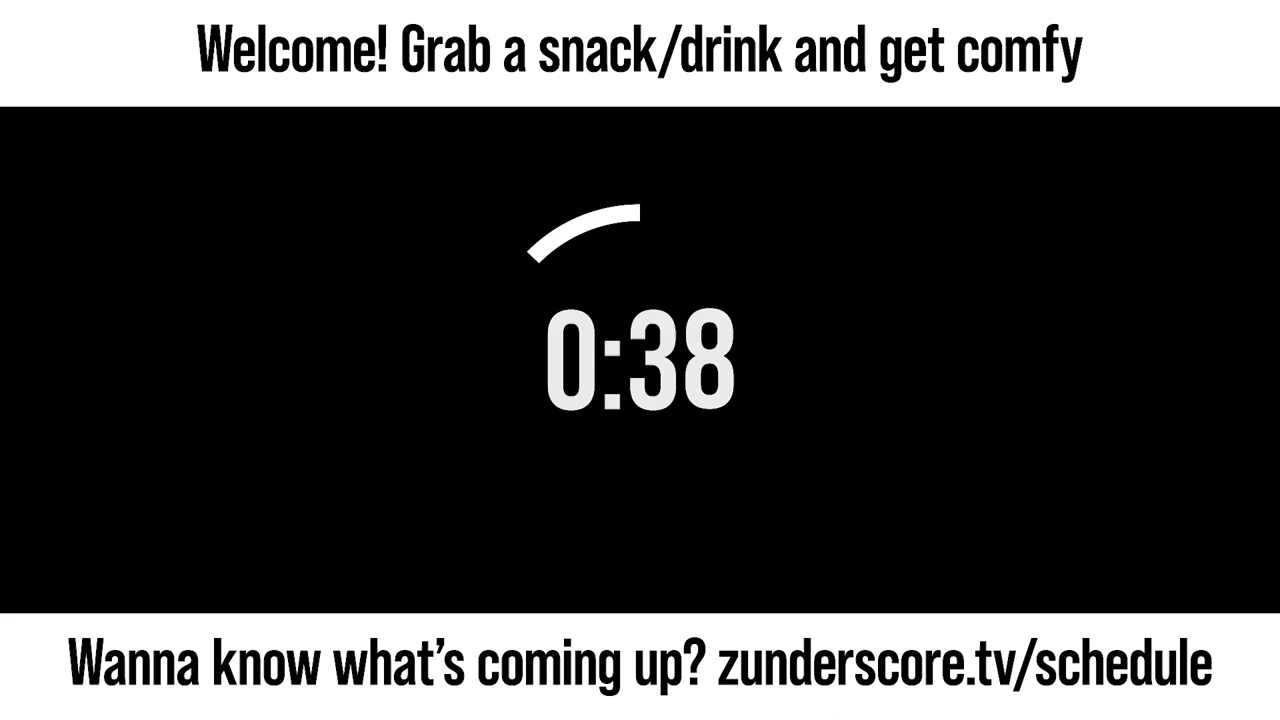 Welcome! Grab a snack/drink and get comfy
0:38
Wanna know what’s coming up? zunderscore.tv/schedule